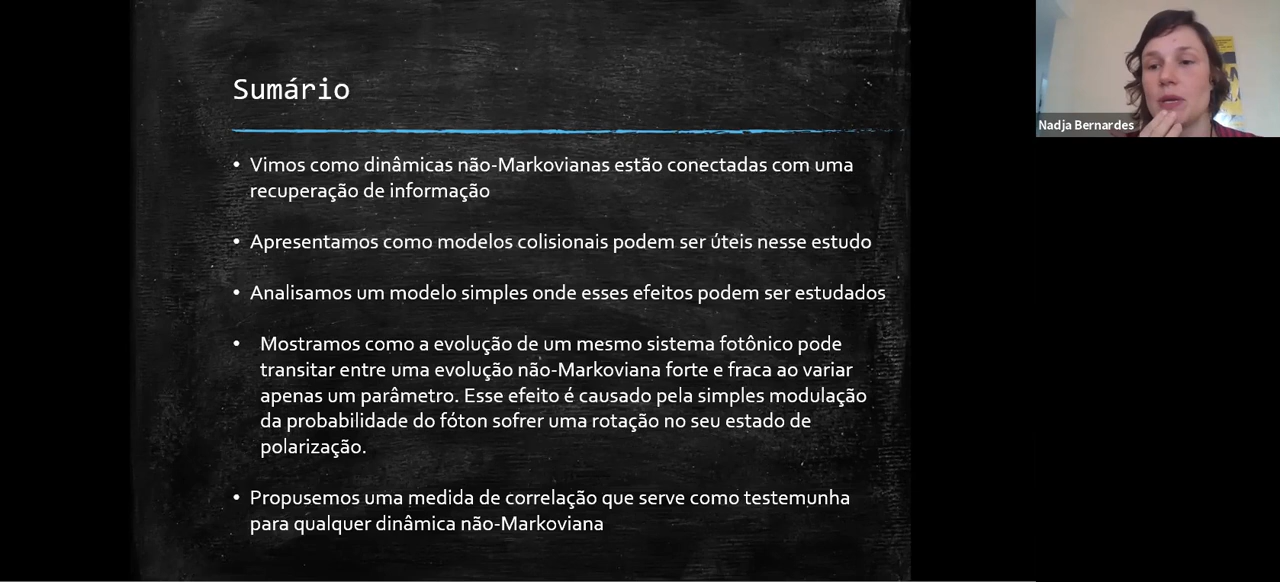 Sumário
Nadja Bernardes
• Vimos como dinâmicas não-Markovianas estão conectadas com uma
recuperação de informação
• Apresentamos como modelos colisionais podem ser úteis nesse estudo
• Analisamos um modelo simples onde esses efeitos podem ser estudados
• Mostramos como a evolução de um mesmo sistema fotônico pode
transitar entre uma evolução não-Markoviana forte e fraca ao variar
apenas um parâmetro. Esse efeito é causado pela simples modulação
da probabilidade do fóton sofrer uma rotação no seu estado de
polarização.
• Propusemos uma medida de correlação que serve como testemunha
para qualquer dinâmica não-Markoviana